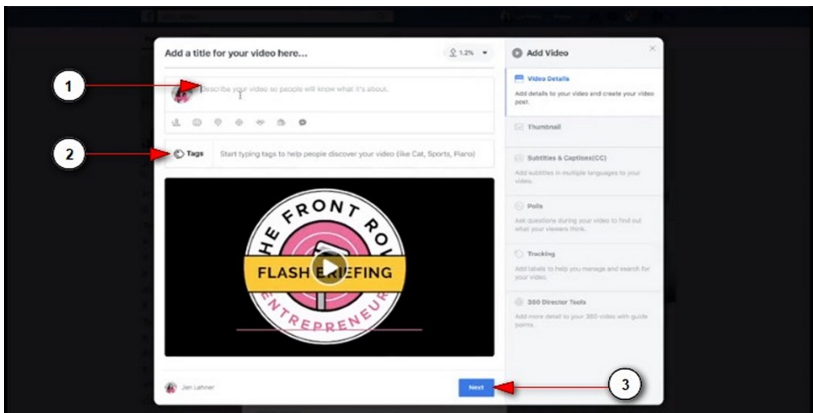 Add a title for your video here...
1.2%
Add Video
1
Describe your video so people will know what it's about.
Video Details
Add details to your video and create your video
post.
Thumbnail
2
Tags
Start typing tags to help people discover your video (like Cat, Sports, Piano)
Subtitles & Captions(CC)
Add subtitles in multiple languages to your
video.
Polls
Ask questions during your video to find out
what your viewers think.
Tracking
Add labels to help you manage and search for
your video.
360 Director Tools
Add more detail to your 360 video with guide
points.
THE FRONT ROW
FLASH BRIEFING
ENTREPRENEUR
Jen Lehner
Next
3